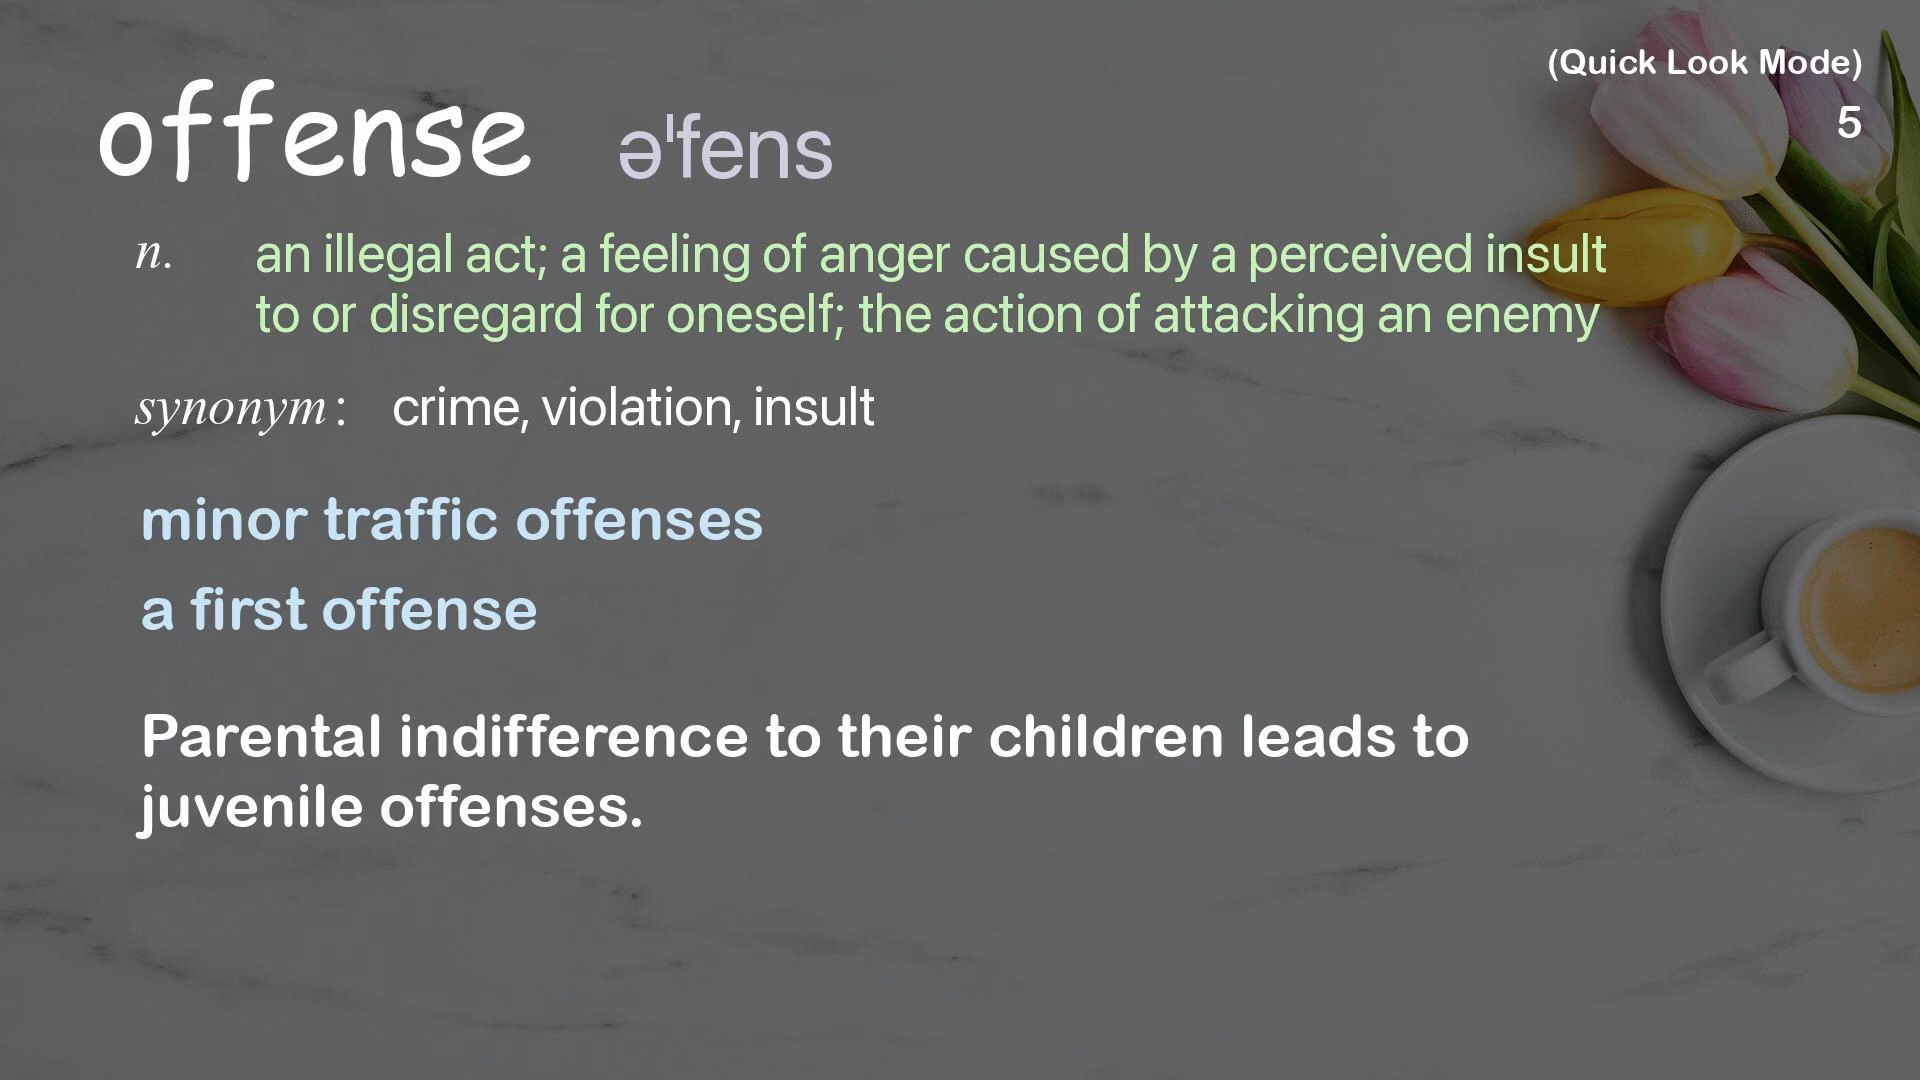 (Quick Look Mode)
5
offense əˈfens
n. an illegal act; a feeling of anger caused by a perceived insult
to or disregard for oneself; the action of attacking an enemy
synonym: crime, violation, insult
minor traffic offenses
a first offense
Parental indifference to their children leads to
juvenile offenses.